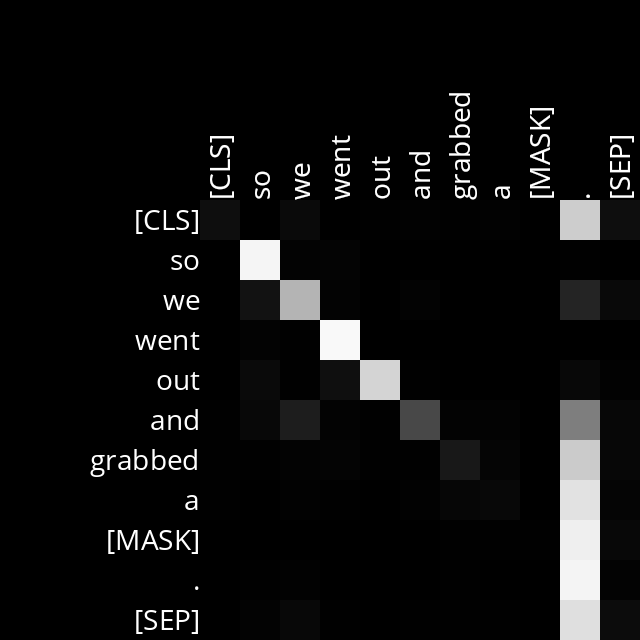 [CLS] so we went out and grabbed a [MASK] . [SEP]
[CLS]
so
we
went
out
and
grabbed
a
[MASK]
.
[SEP]